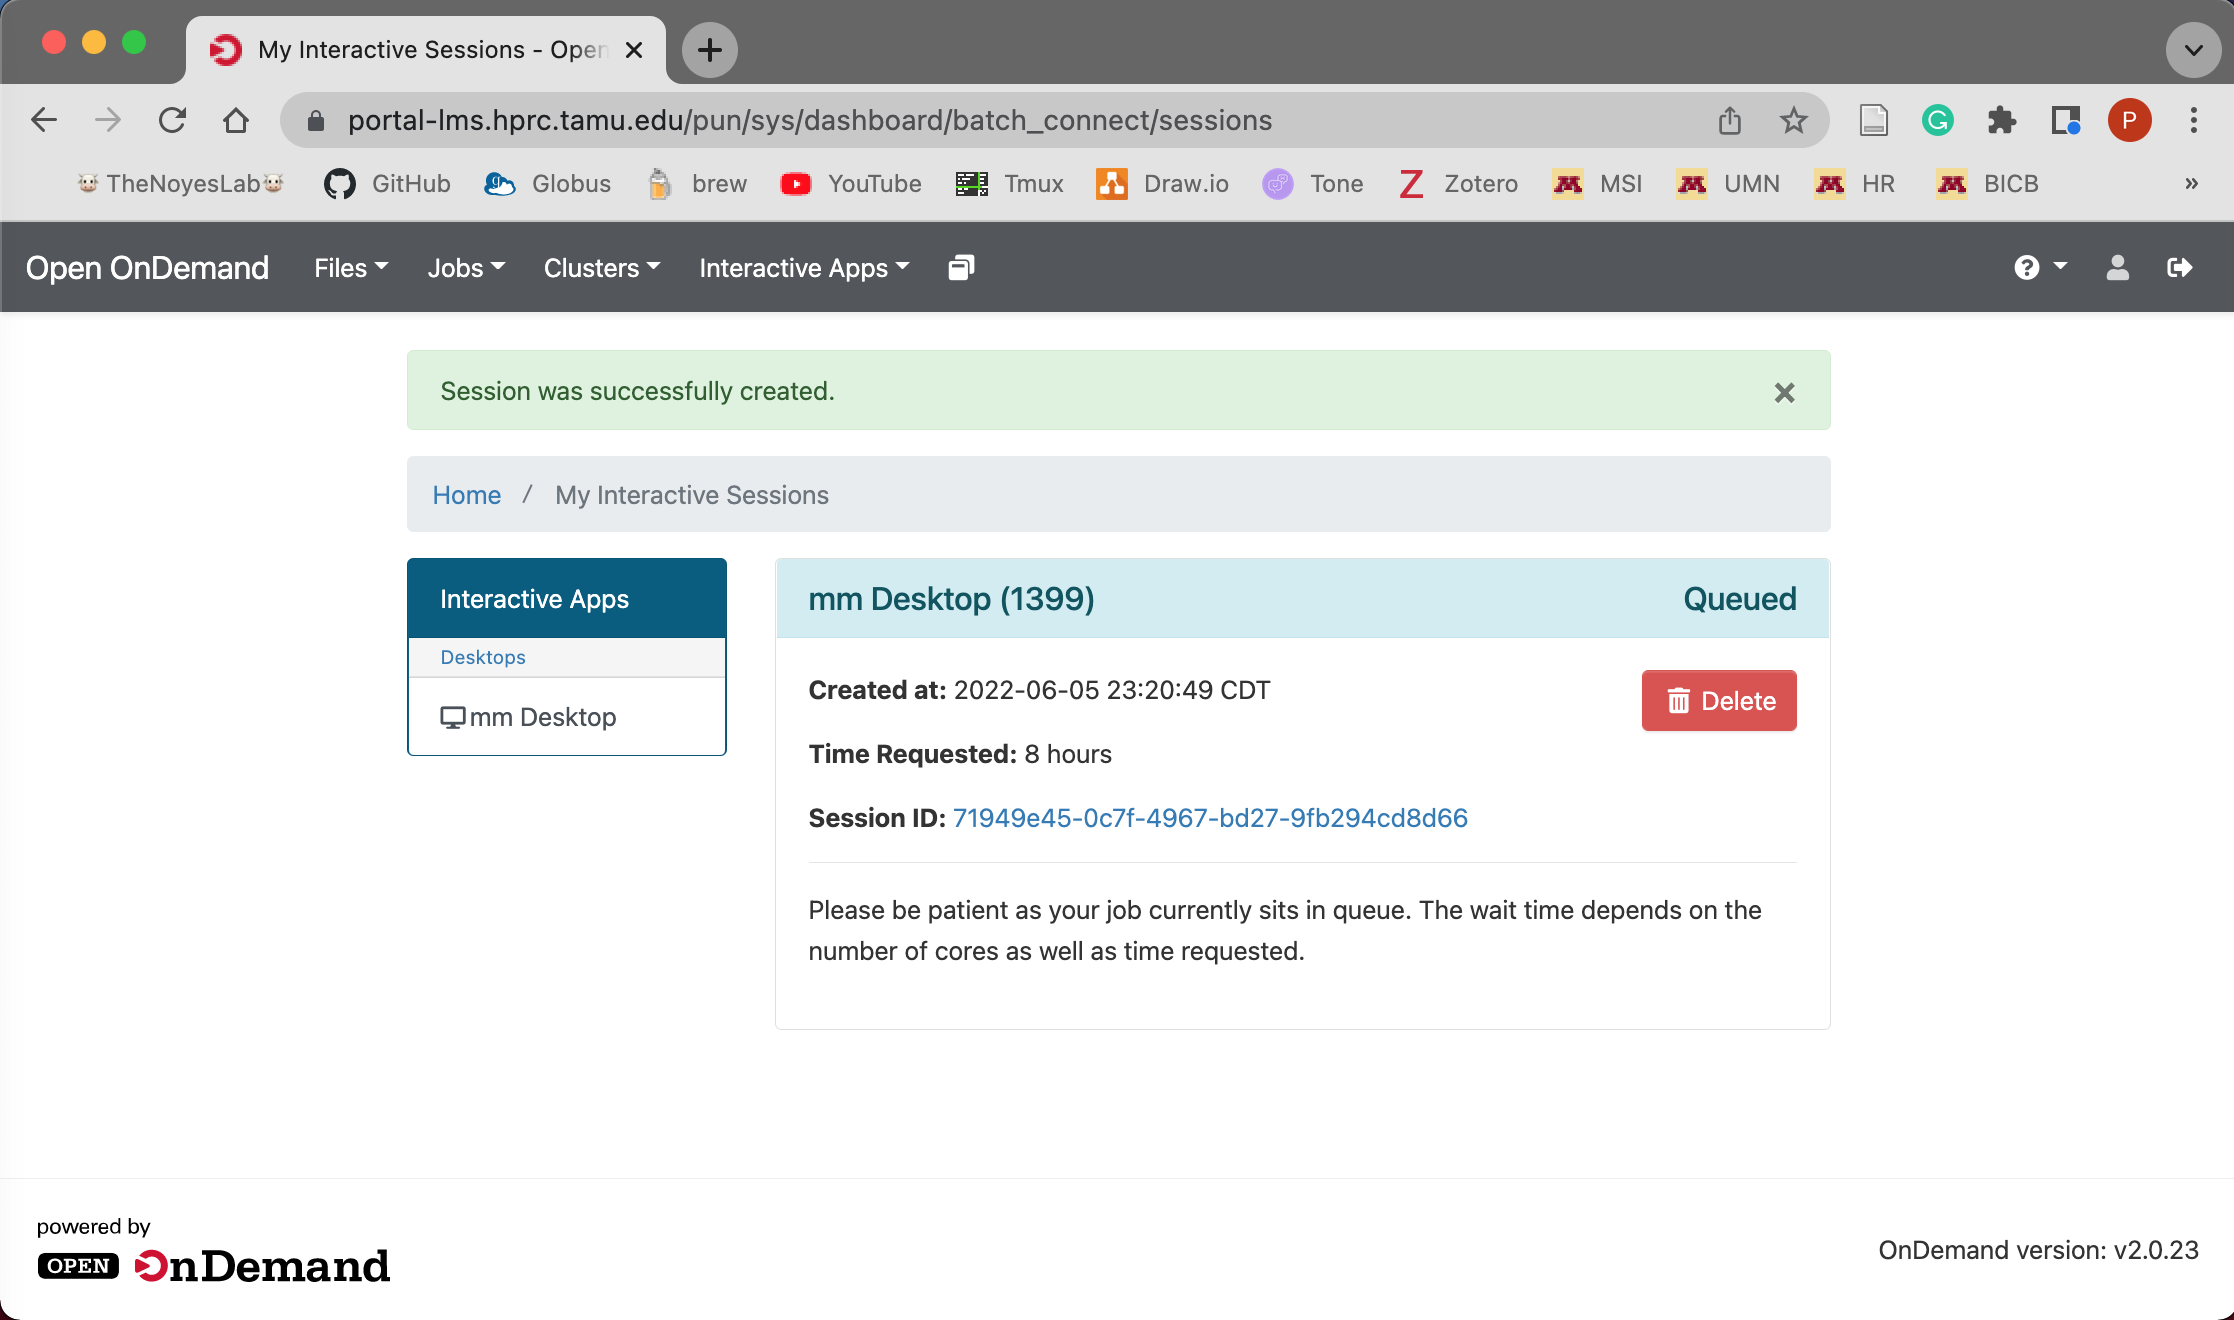 My Interactive Sessions - Open
portal-lms.hprc.tamu.edu/pun/sys/dashboard/batch_connect/sessions
P
TheNoyesLab GitHub Globus brew YouTube Tmux Draw.io Tone Zotero MSI UMN HR BICB »
Open OnDemand Files Jobs Clusters Interactive Apps
Session was successfully created.
Home / My Interactive Sessions
Interactive Apps
Desktops
mm Desktop
mm Desktop (1399) Queued
Created at: 2022-06-05 23:20:49 CDT
Delete
Time Requested: 8 hours
Session ID: 71949e45-0c7f-4967-bd27-9fb294cd8d66
Please be patient as your job currently sits in queue. The wait time depends on the
number of cores as well as time requested.
powered by
OPEN OnDemand
OnDemand version: v2.0.23